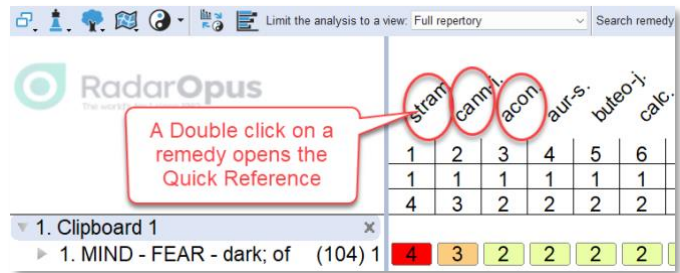 Limit the analysis to a view: Full repertory Search remedy
RadarOpus
stram. cann-i. acon. aur-s. buteo-j. calc.
A Double click on a
remedy opens the
Quick Reference
1 2 3 4 5 6
1 1 1 1 1 1
4 3 2 2 2 2
1. Clipboard 1 x
1. MIND - FEAR - dark; of (104) 1 4 3 2 2 2 2